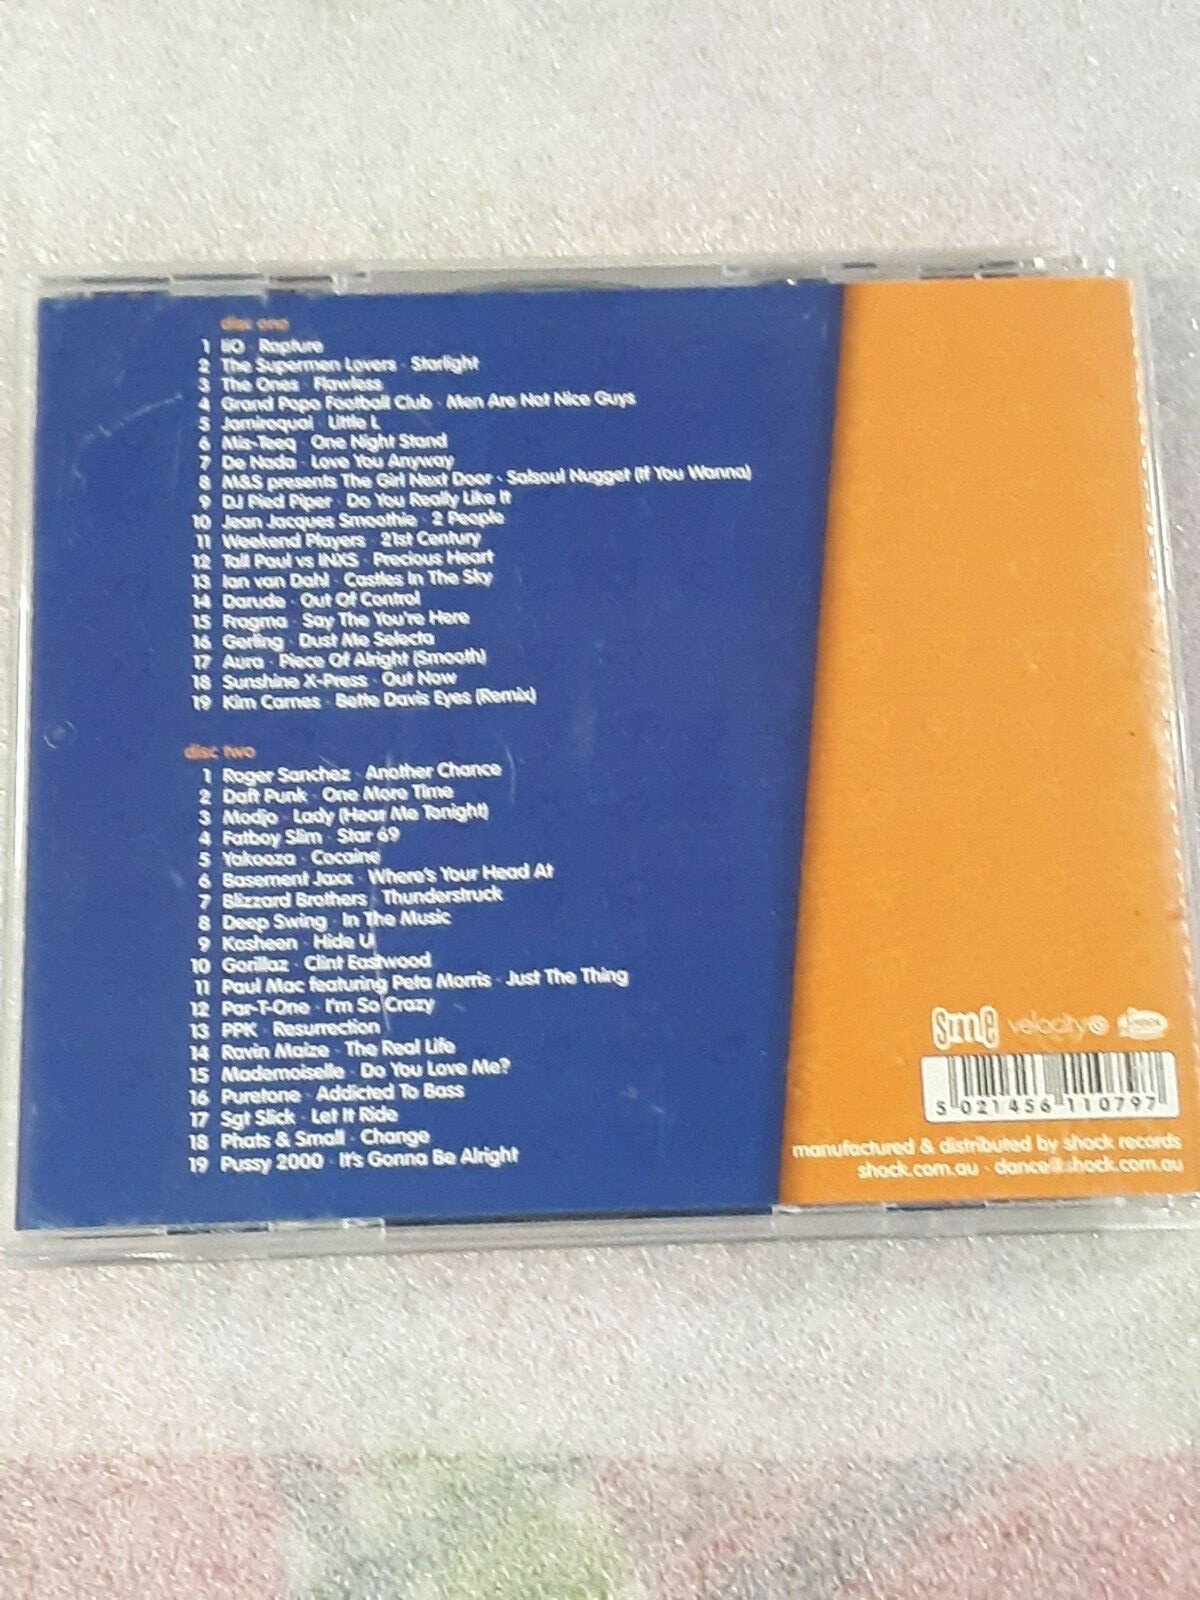 disc one
1 iiO · Rapture
2 The Supermen Lovers · Starlight
3 The Ones · Flawless
4 Grand Popo Football Club · Men Are Not Nice Guys
5 Jamiroquai · Little L
6 Mis-Teeq · One Night Stand
7 De Nada · Love You Anyway
8 M&S presents The Girl Next Door · Salsoul Nugget (If You Wanna)
9 DJ Pied Piper · Do You Really Like It
10 Jean Jacques Smoothie · 2 People
11 Weekend Players · 21st Century
12 Tall Paul vs INXS · Precious Heart
13 Ian van Dahl · Castles In The Sky
14 Darude · Out Of Control
15 Fragma · Say The You're Here
16 Gerling · Dust Me Selecta
17 Aura · Piece Of Alright (Smooth)
18 Sunshine X-Press · Out Now
19 Kim Carnes · Bette Davis Eyes (Remix)
disc two
1 Roger Sanchez · Another Chance
2 Daft Punk · One More Time
3 Modjo · Lady (Hear Me Tonight)
4 Fatboy Slim · Star 69
5 Yakooza · Cocaine
6 Basement Jaxx · Where's Your Head At
7 Blizzard Brothers · Thunderstruck
8 Deep Swing · In The Music
9 Kosheen · Hide U
10 Gorillaz · Clint Eastwood
11 Paul Mac featuring Peta Morris · Just The Thing
12 Par-T-One · I'm So Crazy
13 PPK · Resurrection
14 Ravin Maize · The Real Life
15 Mademoiselle · Do You Love Me?
16 Puretone · Addicted To Bass
17 Sgt Slick · Let It Ride
18 Phats & Small · Change
19 Pussy 2000 · It's Gonna Be Alright
sme velocity
5 021456 110797
manufactured & distributed by shock records
shock.com.au · dance@shock.com.au